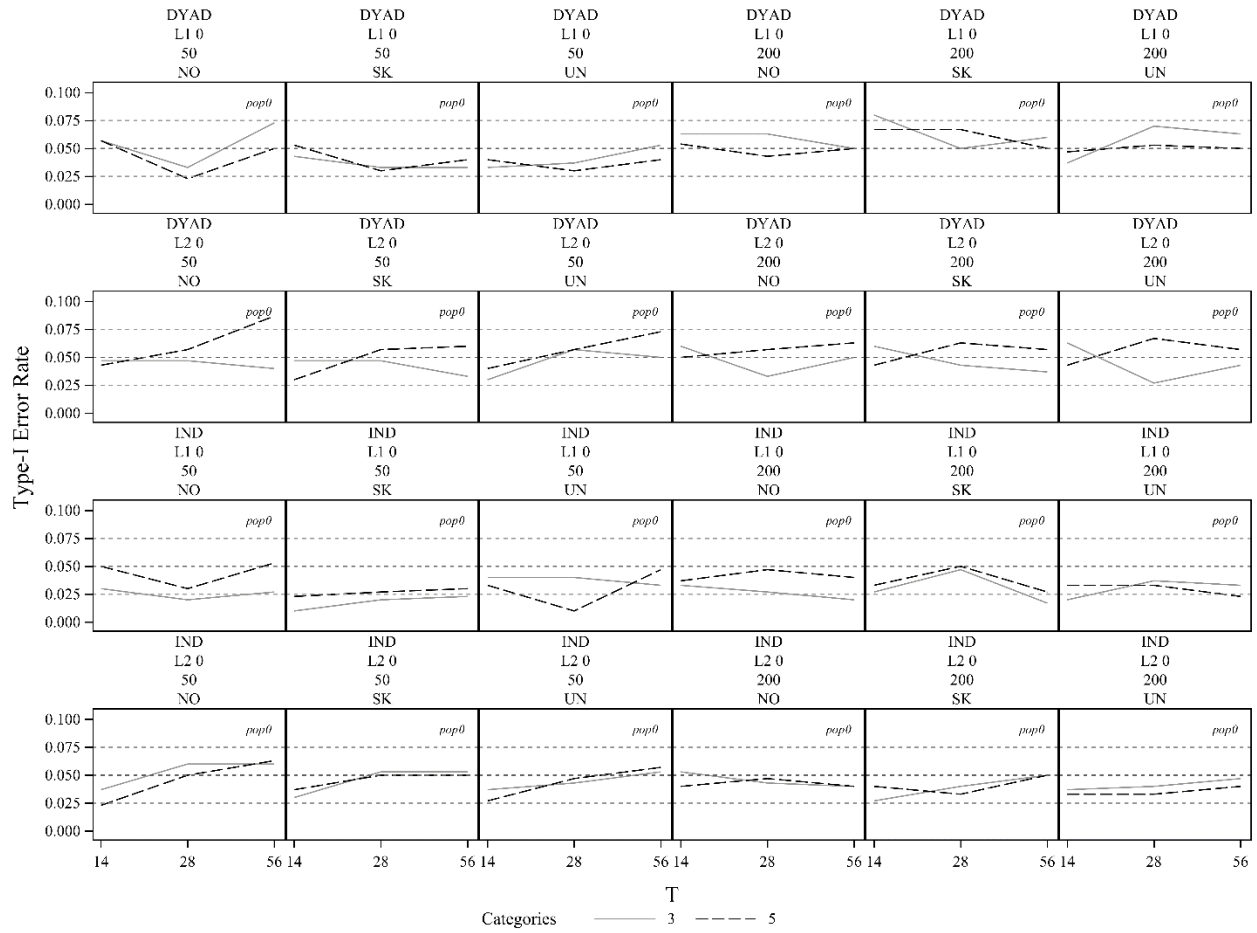 DYAD DYAD DYAD DYAD DYAD DYAD
L1 0 L1 0 L1 0 L1 0 L1 0 L1 0
50 50 50 200 200 200
NO SK UN NO SK UN
0.100
pop0 pop0 pop0 pop0 pop0 pop0
0.075
0.050
0.025
0.000
DYAD DYAD DYAD DYAD DYAD DYAD
L2 0 L2 0 L2 0 L2 0 L2 0 L2 0
50 50 50 200 200 200
NO SK UN NO SK UN
0.100
pop0 pop0 pop0 pop0 pop0 pop0
0.075
0.050
0.025
0.000
Type-I Error Rate
IND IND IND IND IND IND
L1 0 L1 0 L1 0 L1 0 L1 0 L1 0
50 50 50 200 200 200
NO SK UN NO SK UN
0.100
pop0 pop0 pop0 pop0 pop0 pop0
0.075
0.050
0.025
0.000
IND IND IND IND IND IND
L2 0 L2 0 L2 0 L2 0 L2 0 L2 0
50 50 50 200 200 200
NO SK UN NO SK UN
0.100
pop0 pop0 pop0 pop0 pop0 pop0
0.075
0.050
0.025
0.000
14 28 56 14 28 56 14 28 56 14 28 56 14 28 56 14 28 56
T
Categories 3 5